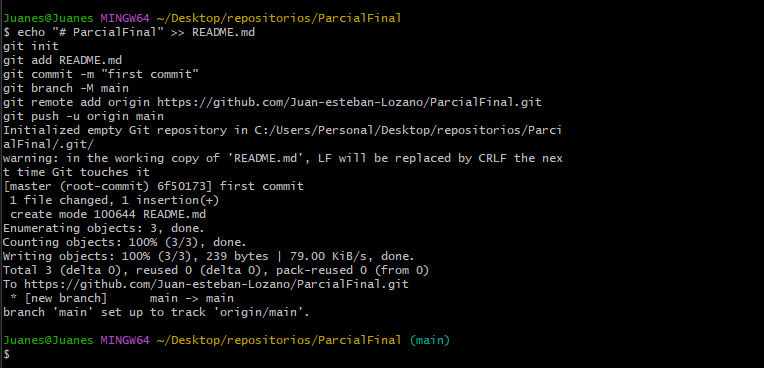 Juanes@Juanes MINGW64 ~/Desktop/repositorios/ParcialFinal
$ echo "# ParcialFinal" >> README.md
git init
git add README.md
git commit -m "first commit"
git branch -M main
git remote add origin https://github.com/Juan-esteban-Lozano/ParcialFinal.git
git push -u origin main
Initialized empty Git repository in C:/Users/Personal/Desktop/repositorios/Parci
alFinal/.git/
warning: in the working copy of 'README.md', LF will be replaced by CRLF the nex
t time Git touches it
[master (root-commit) 6f50173] first commit
 1 file changed, 1 insertion(+)
 create mode 100644 README.md
Enumerating objects: 3, done.
Counting objects: 100% (3/3), done.
Writing objects: 100% (3/3), 239 bytes | 79.00 KiB/s, done.
Total 3 (delta 0), reused 0 (delta 0), pack-reused 0 (from 0)
To https://github.com/Juan-esteban-Lozano/ParcialFinal.git
 * [new branch]      main -> main
branch 'main' set up to track 'origin/main'.
Juanes@Juanes MINGW64 ~/Desktop/repositorios/ParcialFinal (main)
$